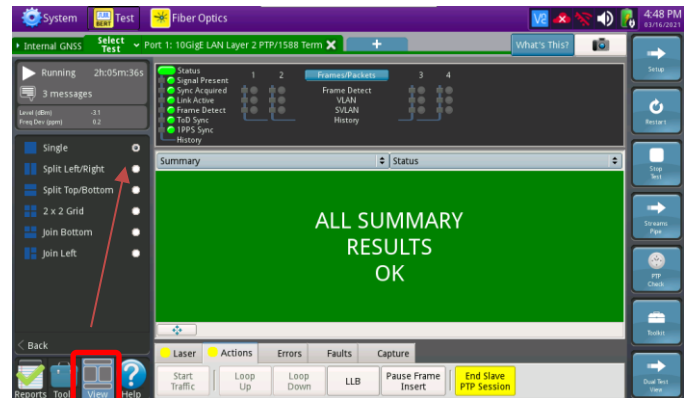 System
JDSU
BERT
Test
Fiber Optics
V2
4:48 PM
03/16/2021
Internal GNSS
Select
Test
Port 1: 10GigE LAN Layer 2 PTP/1588 Term
What's This?
Running 2h:05m:36s
3 messages
Level (dBm) -3.1
Freq Dev (ppm) 0.2
Single
Split Left/Right
Split Top/Bottom
2 x 2 Grid
Join Bottom
Join Left
Back
Reports
Tool
View
Help
Status
Signal Present
Sync Acquired
Link Active
Frame Detect
ToD Sync
1PPS Sync
History
1 2 Frames/Packets 3 4
Frame Detect
VLAN
SVLAN
History
Summary
Status
ALL SUMMARY
RESULTS
OK
Laser Actions Errors Faults Capture
Start
Traffic
Loop
Up
Loop
Down
LLB
Pause Frame
Insert
End Slave
PTP Session
Setup
Restart
Stop
Test
Streams
Pipe
PTP
Check
Toolkit
Dual Test
View